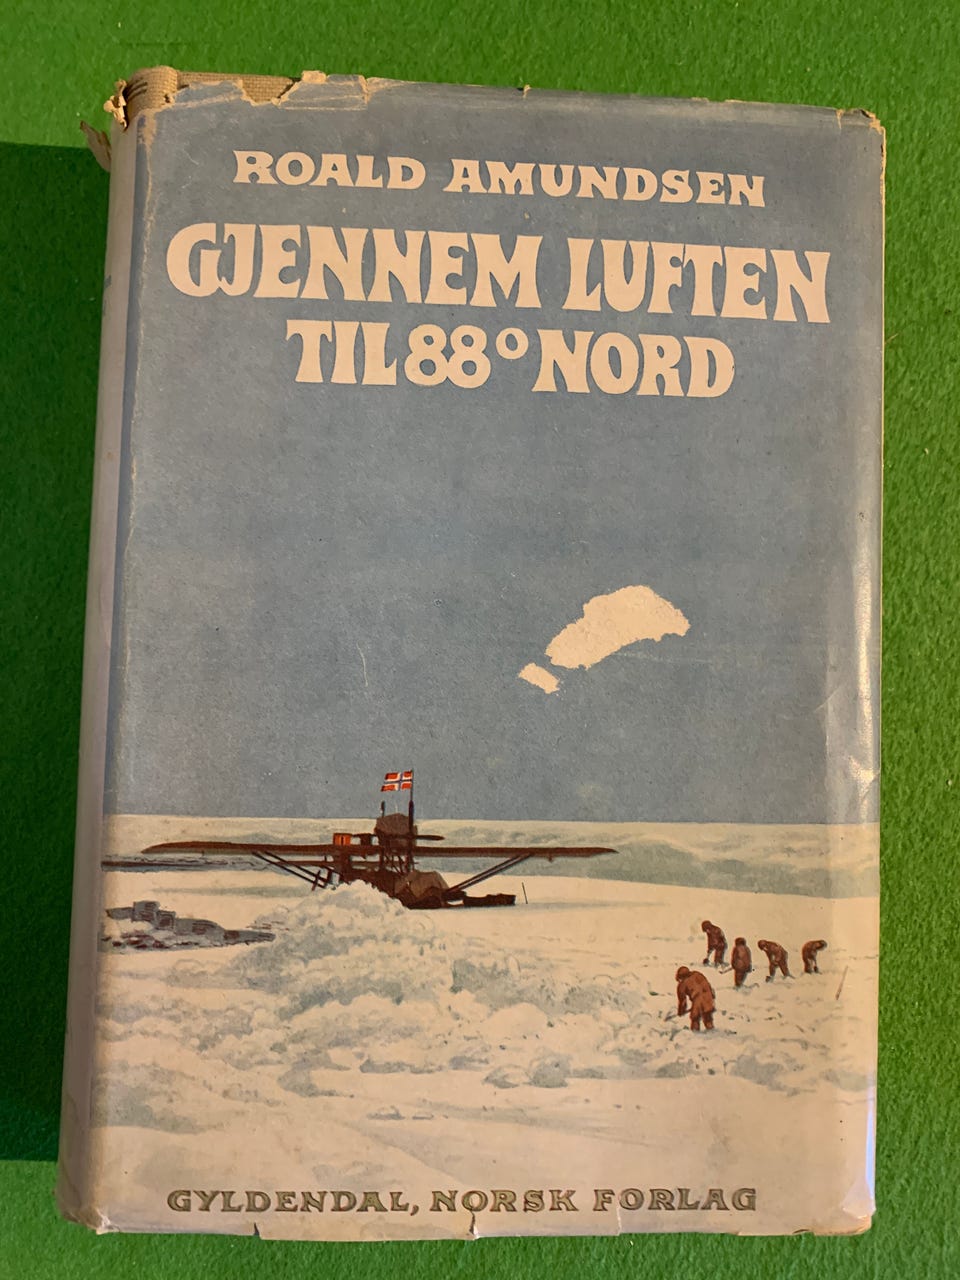 ROALD AMUNDSEN
GJENNEM LUFTEN
TIL 88° NORD
GYLDENDAL, NORSK FORLAG